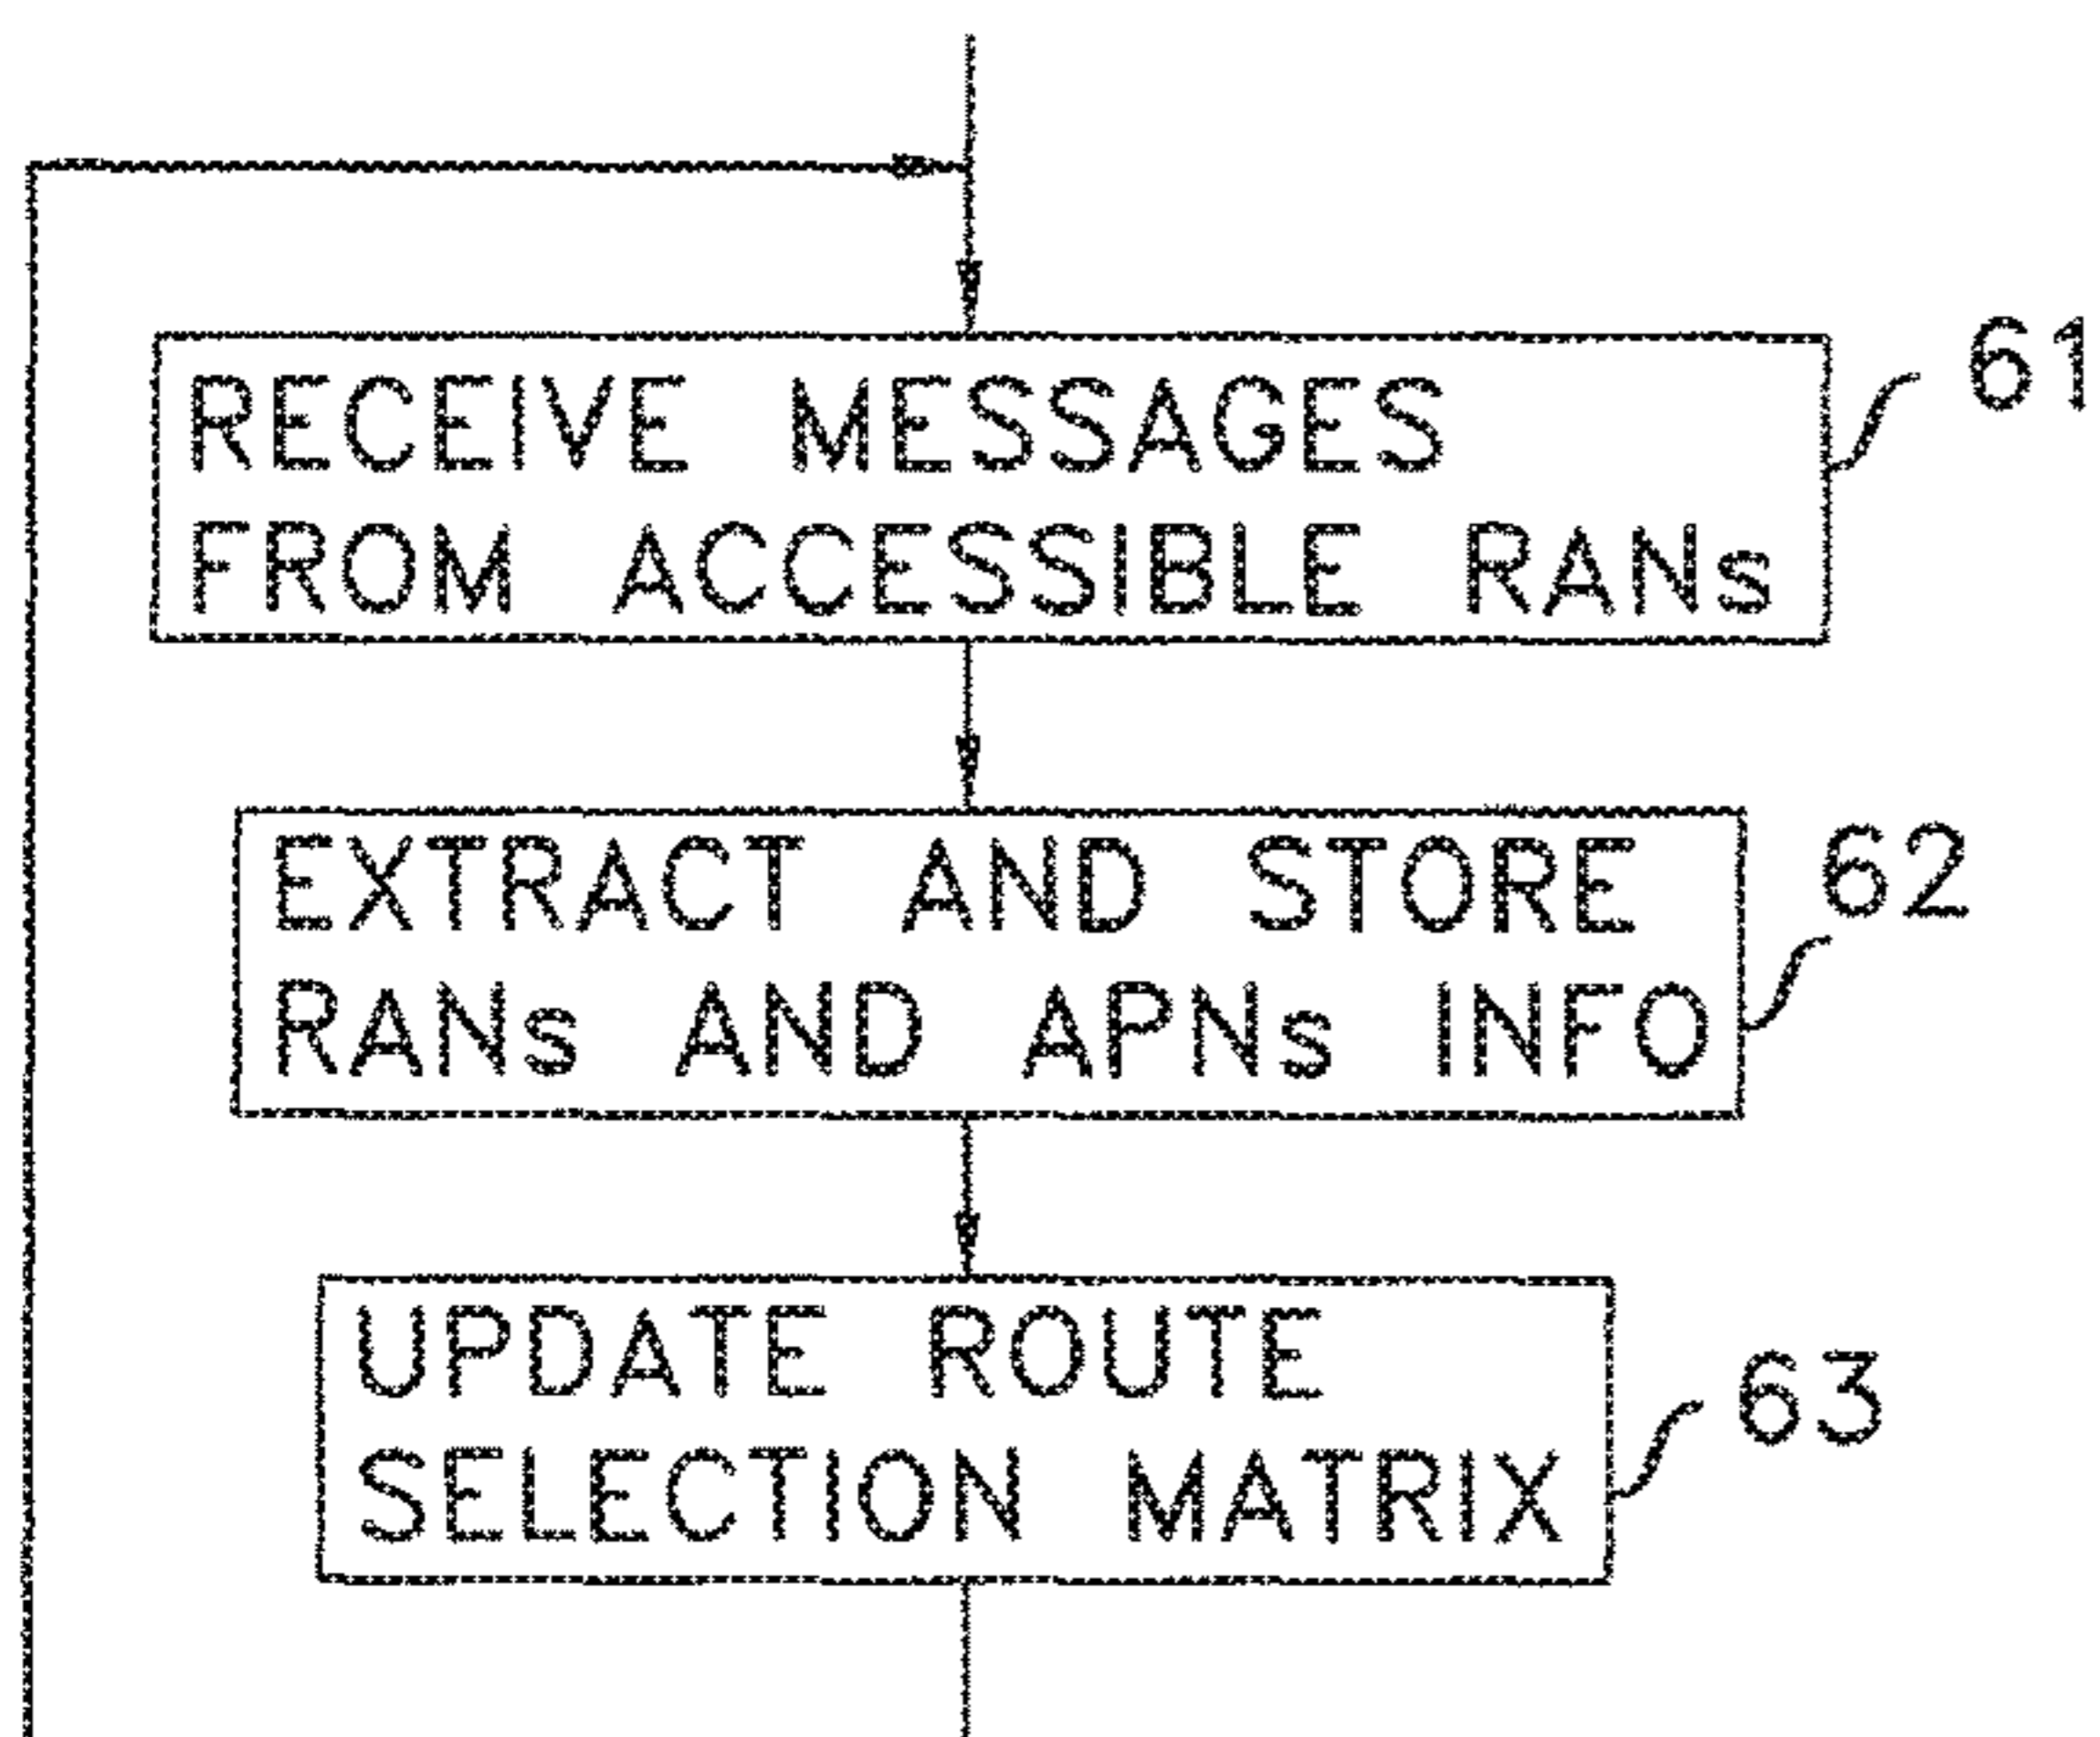 RECEIVE MESSAGES
FROM ACCESSIBLE RANs
61
EXTRACT AND STORE
RANs AND APNs INFO
62
UPDATE ROUTE
SELECTION MATRIX
63